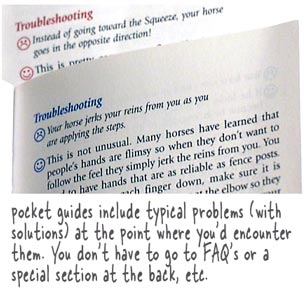 Troubleshooting
Instead of going toward the Squeeze, your horse
goes in the opposite direction!
This is pretty
Troubleshooting
Your horse jerks your reins from you as you
are applying the steps.
This is not unusual. Many horses have learned that
people's hands are flimsy so when they don't want to
follow the feel they simply jerk the reins from you. You
to have hands that are as reliable as fence posts.
each finger down, make sure it is
the elbow so they
pocket guides include typical problems (with
solutions) at the point where you'd encounter
them. You don't have to go to FAQ's or a
special section at the back, etc.